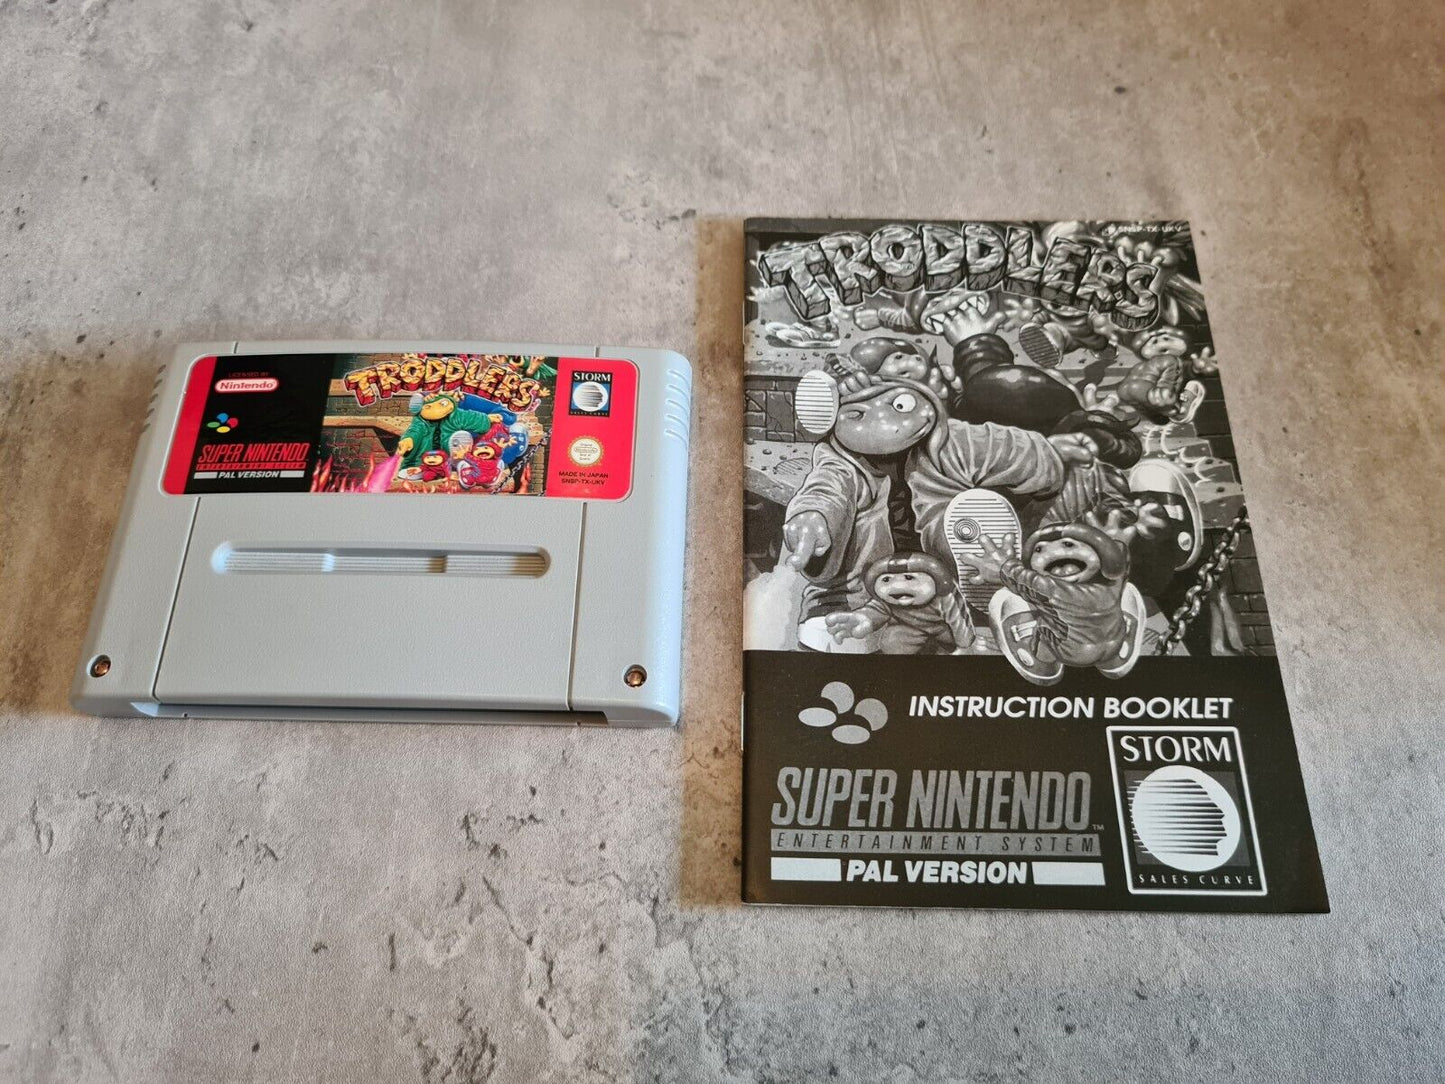 LICENSED BY
Nintendo
SUPER NINTENDO
ENTERTAINMENT SYSTEM
PAL VERSION
TRODDLERS
STORM
SALES CURVE
MADE IN JAPAN
SNSP-TX-UKV
SNSP-TX-UKV
TRODDLERS
INSTRUCTION BOOKLET
SUPER NINTENDO™
ENTERTAINMENT SYSTEM
PAL VERSION
STORM
SALES CURVE